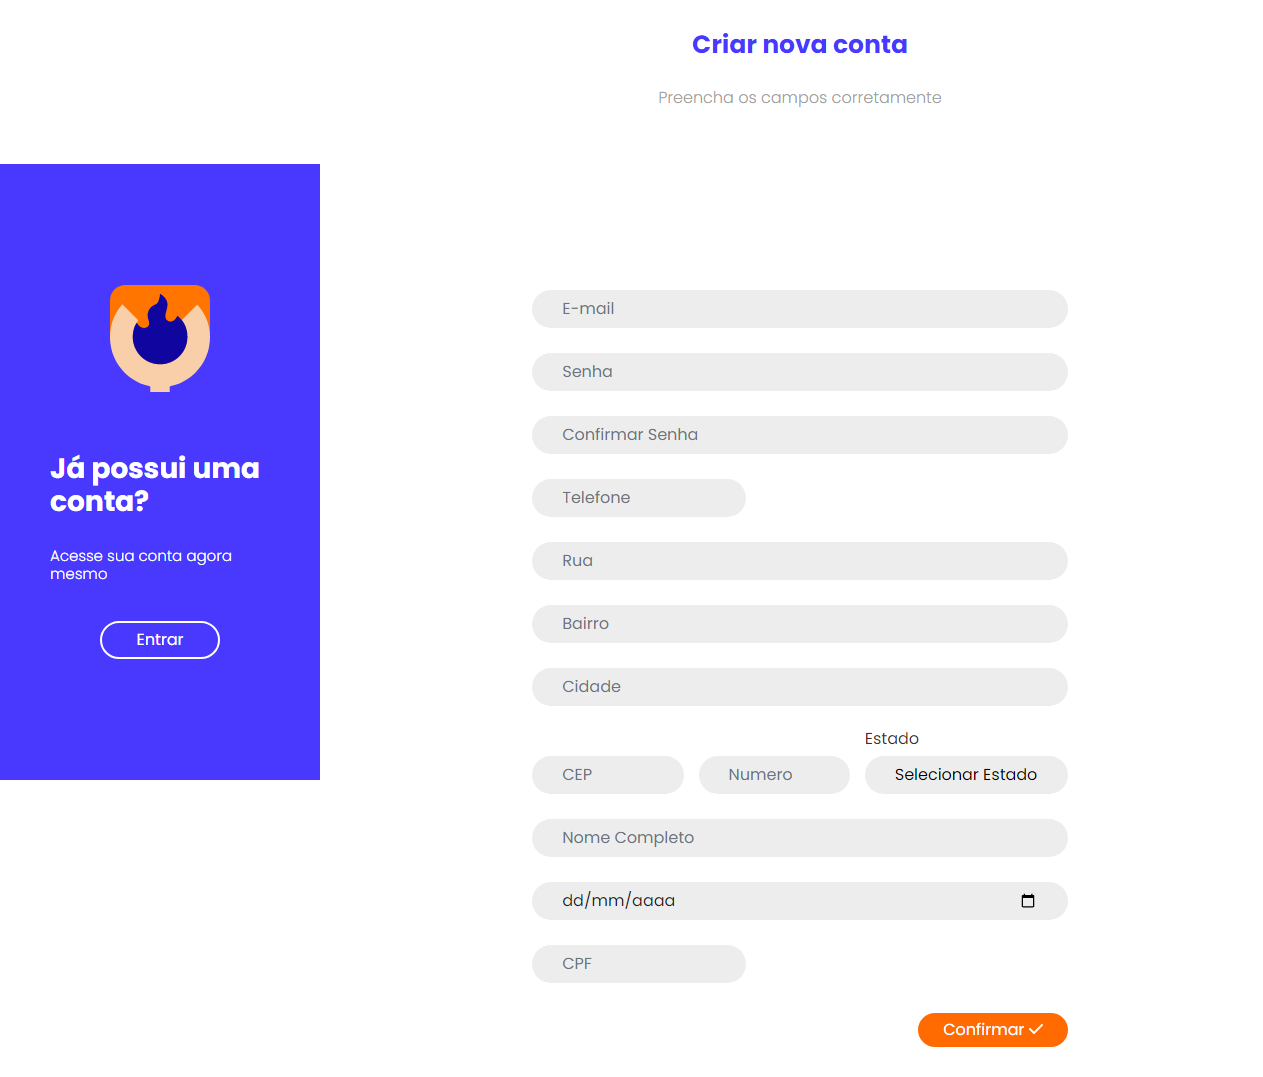 Criar nova conta
Preencha os campos corretamente
Já possui uma
conta?
Acesse sua conta agora
mesmo
Entrar
E-mail
Senha
Confirmar Senha
Telefone
Rua
Bairro
Cidade
Estado
CEP
Numero
Selecionar Estado
Nome Completo
dd/mm/aaaa
CPF
Confirmar